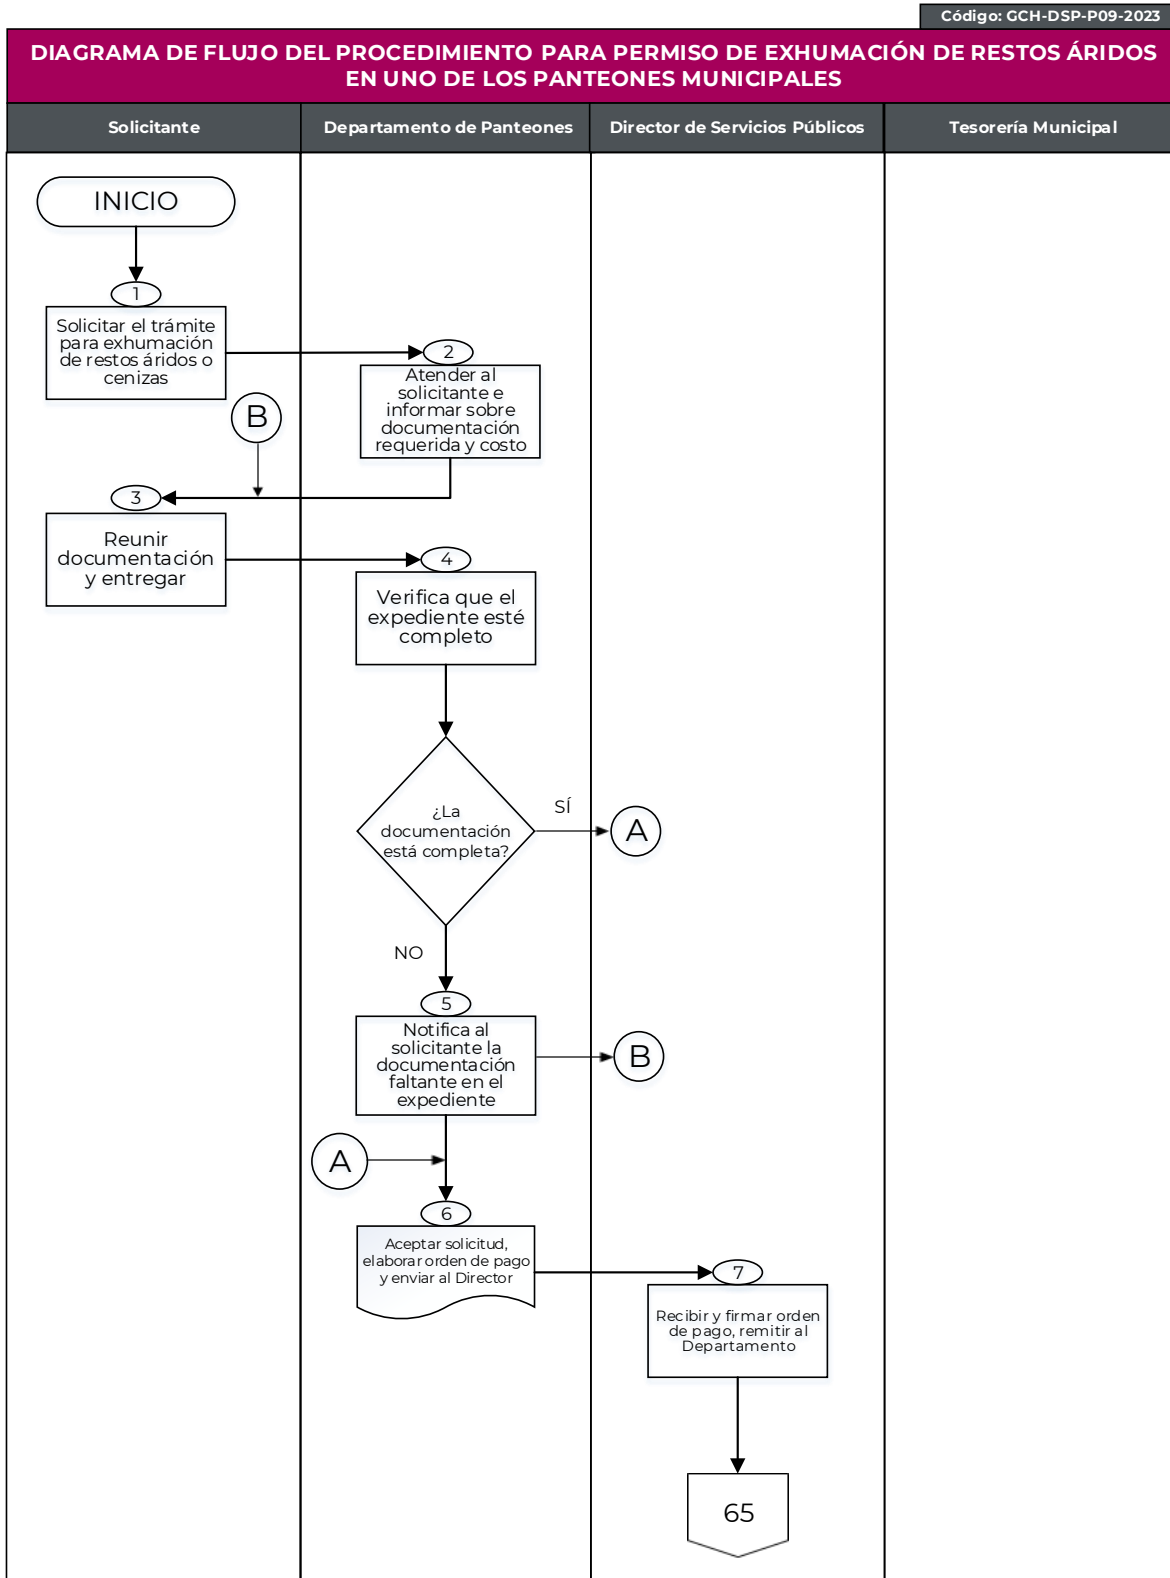 Código: GCH-DSP-P09-2023
DIAGRAMA DE FLUJO DEL PROCEDIMIENTO PARA PERMISO DE EXHUMACIÓN DE RESTOS ÁRIDOS
EN UNO DE LOS PANTEONES MUNICIPALES
Solicitante
Departamento de Panteones
Director de Servicios Públicos
Tesorería Municipal
INICIO
1
Solicitar el trámite
para exhumación
de restos áridos o
cenizas
2
Atender al
solicitante e
informar sobre
documentación
requerida y costo
B
3
Reunir
documentación
y entregar
4
Verifica que el
expediente esté
completo
¿La
documentación
está completa?
SÍ
A
NO
5
Notifica al
solicitante la
documentación
faltante en el
expediente
B
A
6
Aceptar solicitud,
elaborar orden de pago
y enviar al Director
7
Recibir y firmar orden
de pago, remitir al
Departamento
65